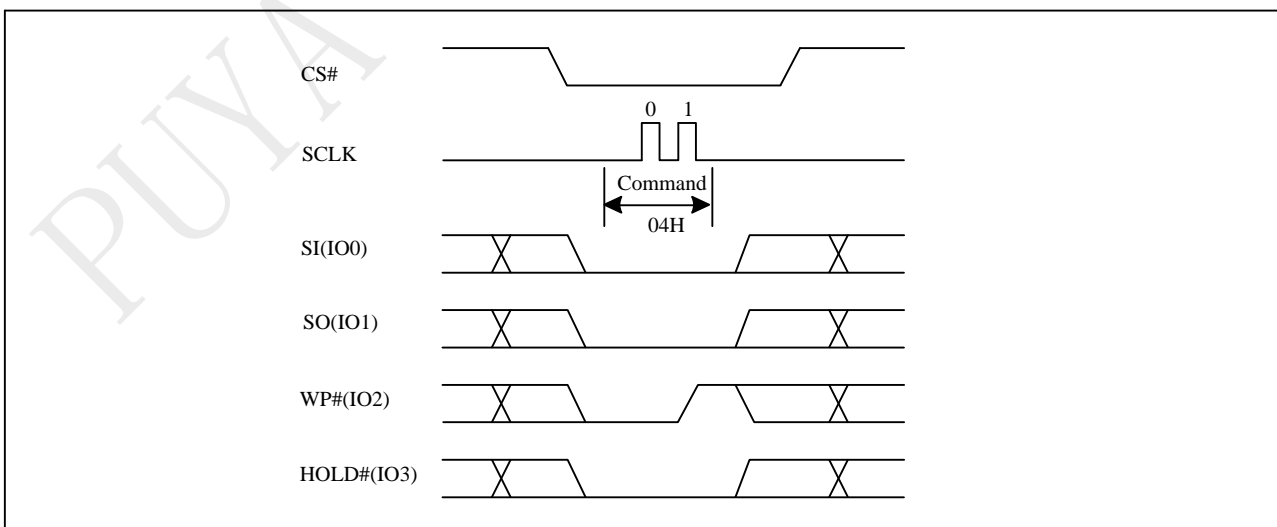 PUYA
CS#
0 1
SCLK
Command
04H
SI(IO0)
SO(IO1)
WP#(IO2)
HOLD#(IO3)